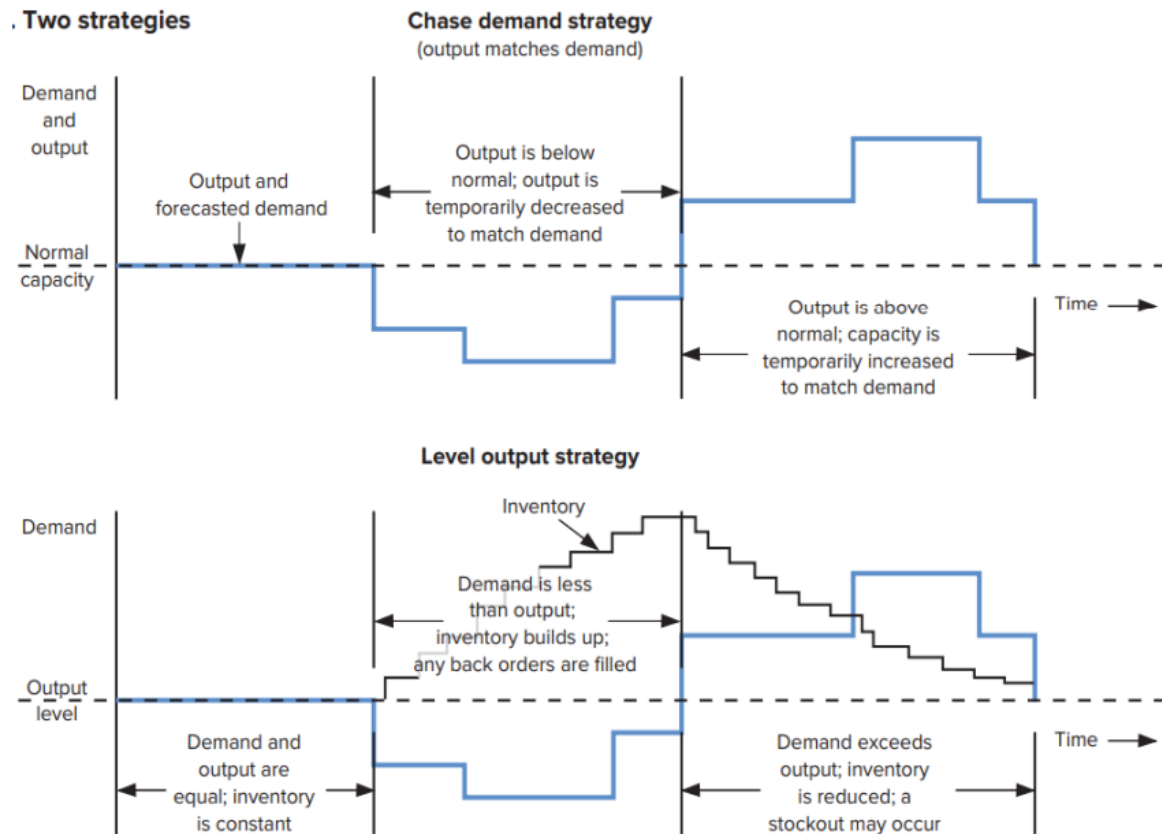 . Two strategies
Chase demand strategy
(output matches demand)
Demand
and
output
Output and
forecasted demand
Output is below
normal; output is
temporarily decreased
to match demand
Normal
capacity
Time
Output is above
normal; capacity is
temporarily increased
to match demand
Level output strategy
Inventory
Demand
Demand is less
than output;
inventory builds up;
any back orders are filled
Output
level
Time
Demand and
output are
equal; inventory
is constant
Demand exceeds
output; inventory
is reduced; a
stockout may occur